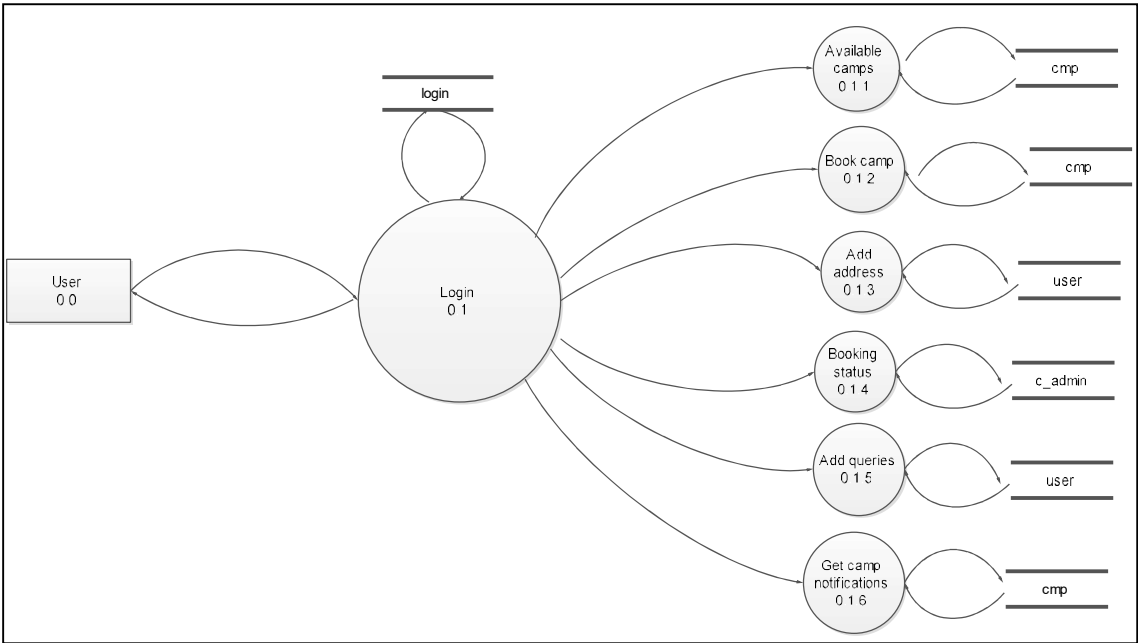 User
0 0
login
Login
0 1
Available
camps
0 1 1
cmp
Book camp
0 1 2
cmp
Add
address
0 1 3
user
Booking
status
0 1 4
c_admin
Add queries
0 1 5
user
Get camp
notifications
0 1 6
cmp